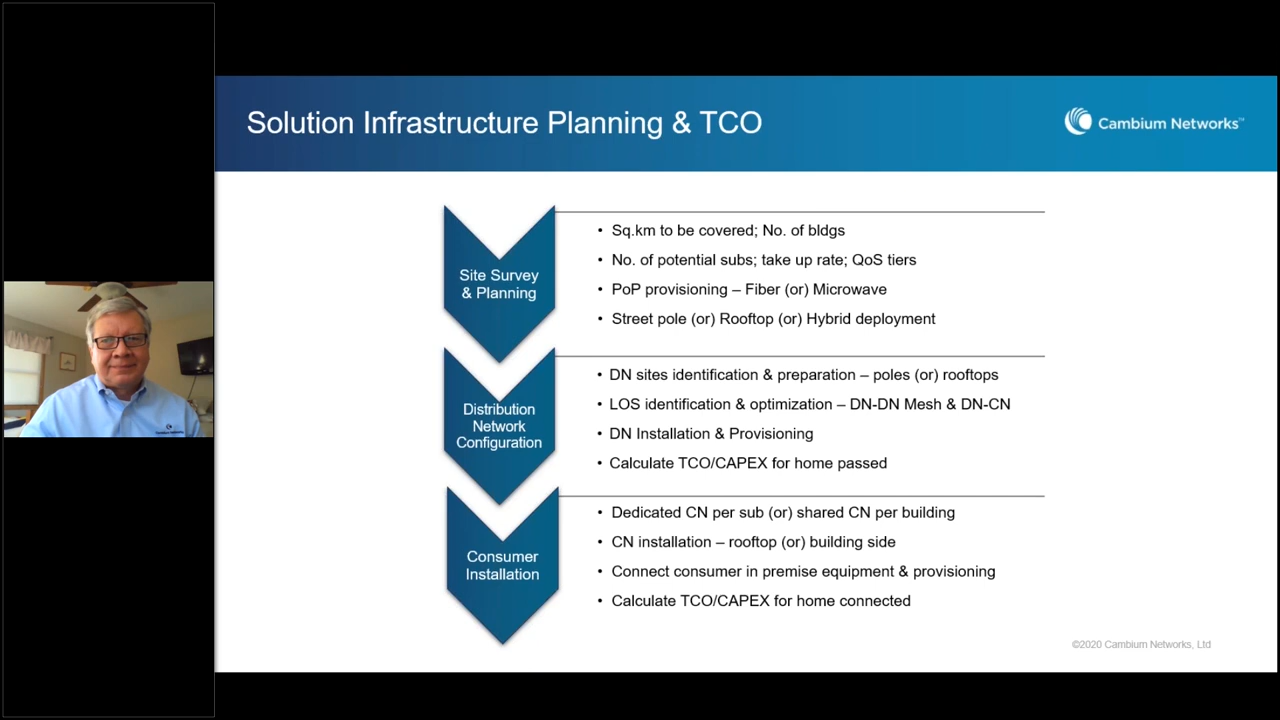 Solution Infrastructure Planning & TCO
Cambium Networks™
Site Survey
& Planning
• Sq.km to be covered; No. of bldgs
• No. of potential subs; take up rate; QoS tiers
• PoP provisioning – Fiber (or) Microwave
• Street pole (or) Rooftop (or) Hybrid deployment
Distribution
Network
Configuration
• DN sites identification & preparation – poles (or) rooftops
• LOS identification & optimization – DN-DN Mesh & DN-CN
• DN Installation & Provisioning
• Calculate TCO/CAPEX for home passed
Consumer
Installation
• Dedicated CN per sub (or) shared CN per building
• CN installation – rooftop (or) building side
• Connect consumer in premise equipment & provisioning
• Calculate TCO/CAPEX for home connected
©2020 Cambium Networks, Ltd